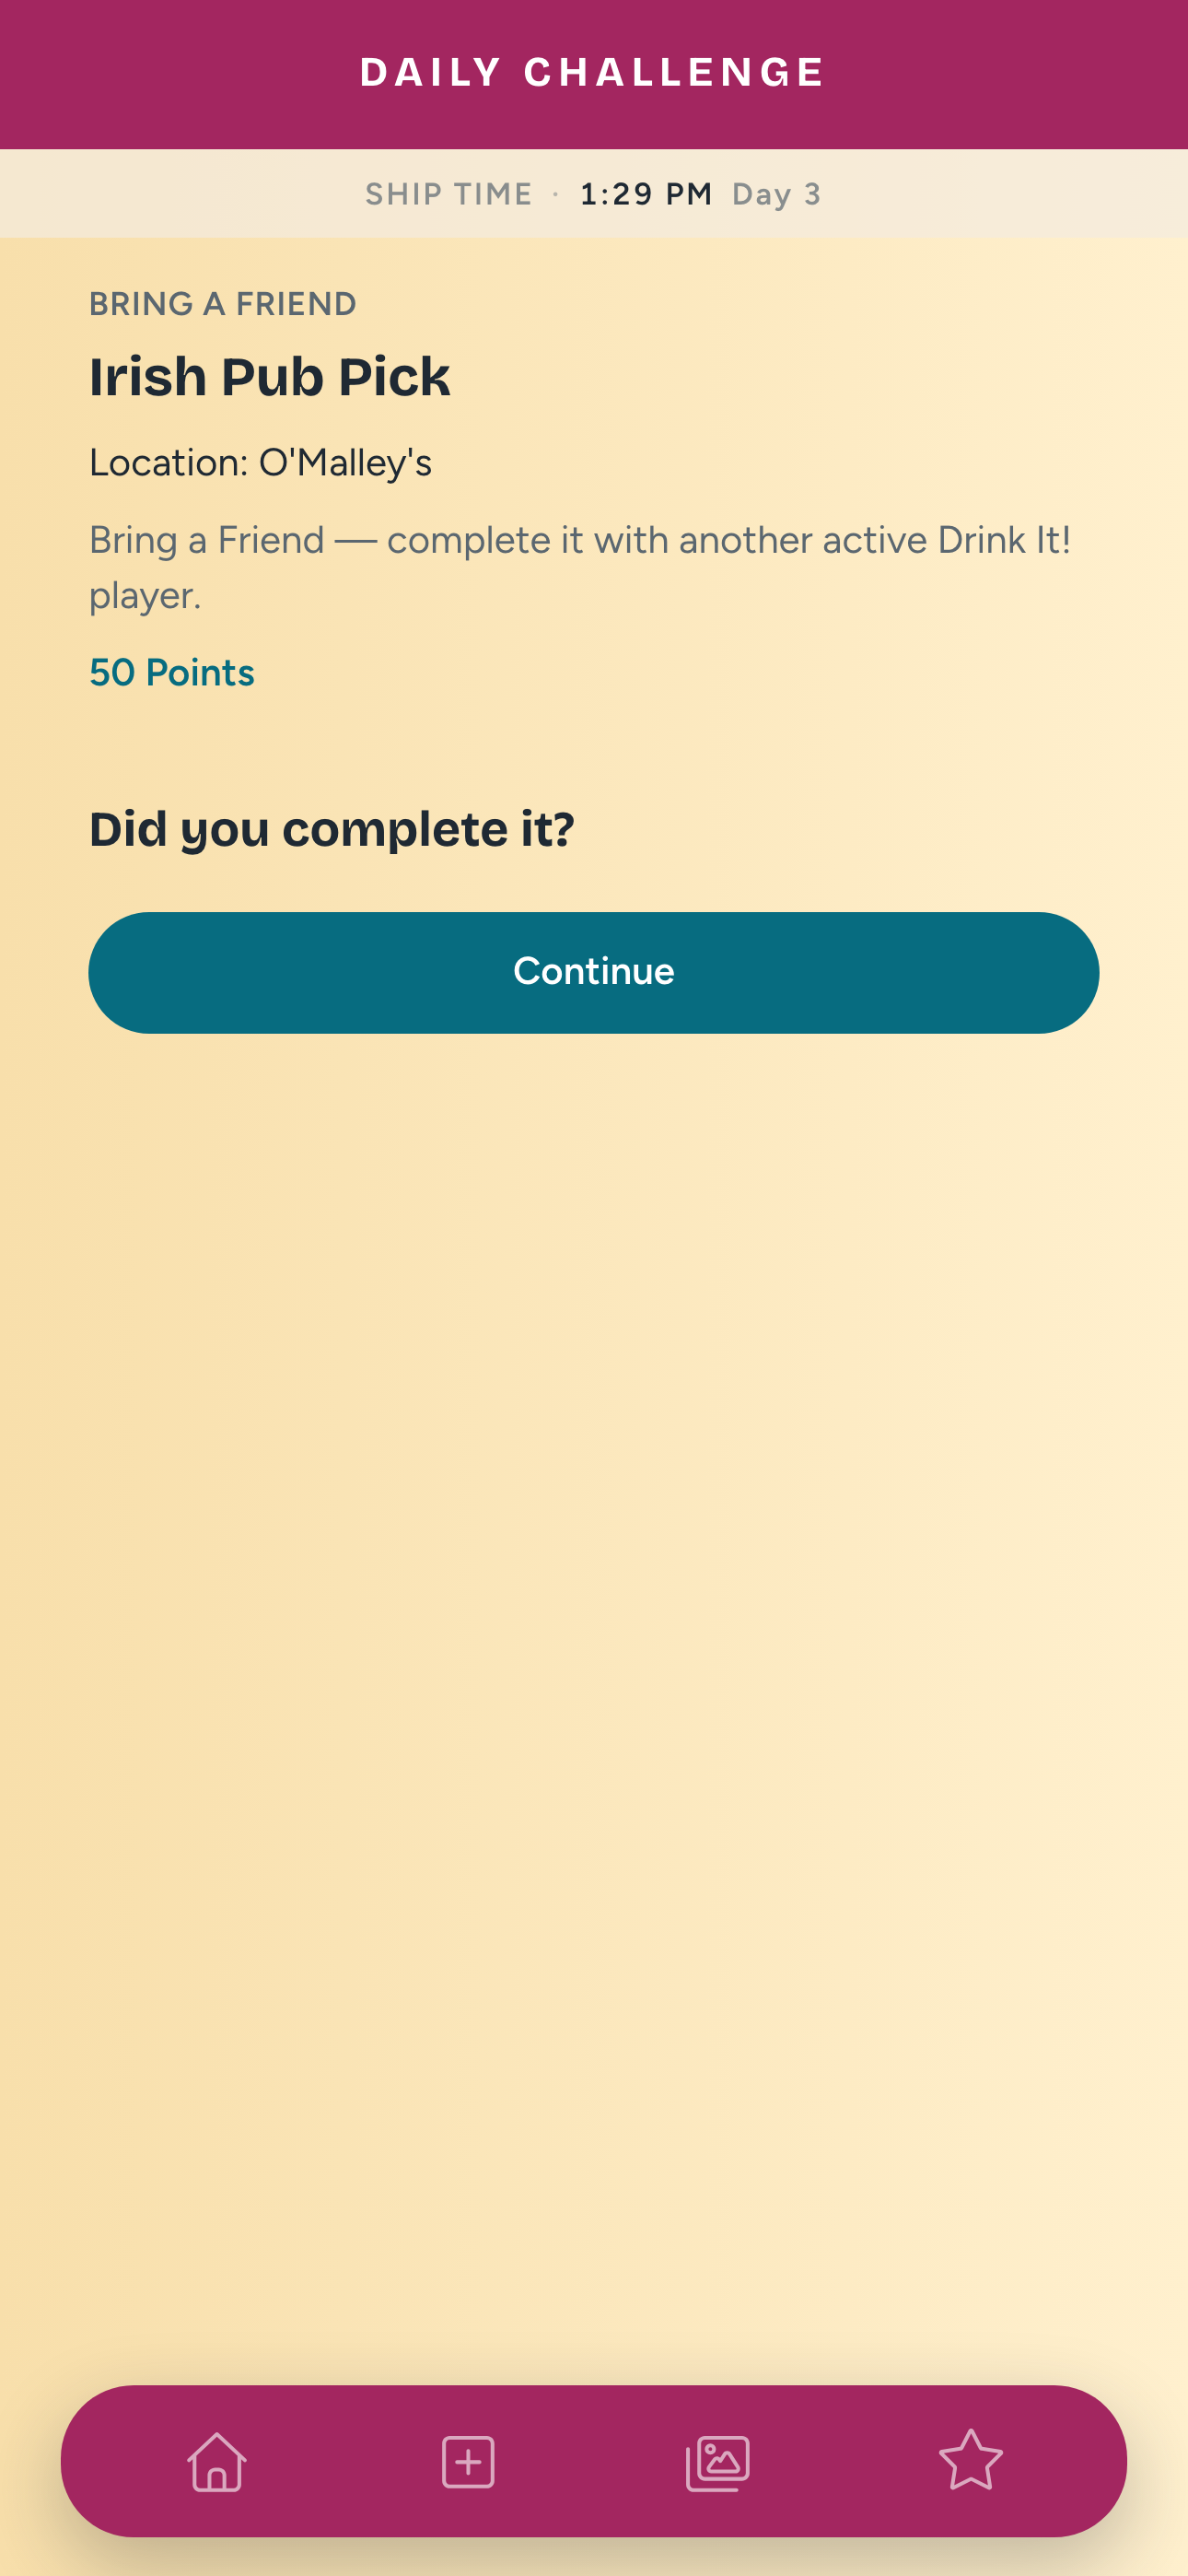 DAILY CHALLENGE
SHIP TIME · 1:29 PM Day 3
BRING A FRIEND
Irish Pub Pick
Location: O'Malley's
Bring a Friend — complete it with another active Drink It!
player.
50 Points
Did you complete it?
Continue